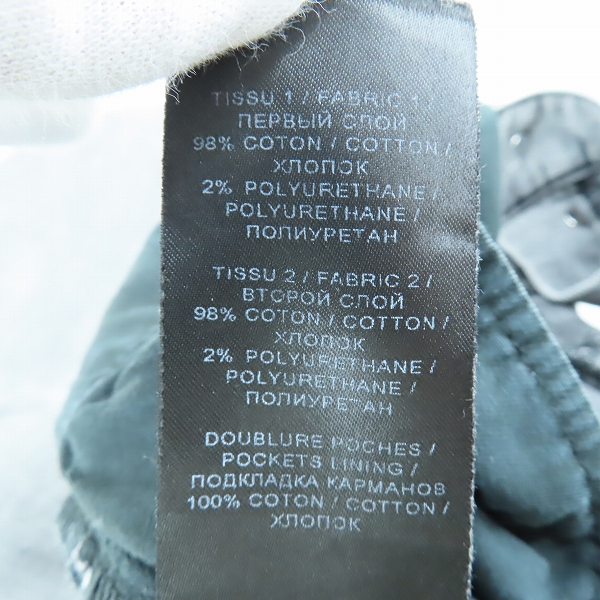 TISSU 1 / FABRIC 1
ПЕРВЫЙ СЛОЙ
98% COTON / COTTON /
ХЛОПОК
2% POLYURETHANE /
POLYURETHANE /
ПОЛИУРЕТАН
TISSU 2 / FABRIC 2 /
ВТОРОЙ СЛОЙ
98% COTON / COTTON /
ХЛОПОК
2% POLYURETHANE /
POLYURETHANE /
ПОЛИУРЕТАН
DOUBLURE POCHES /
POCKETS LINING /
ПОДКЛАДКА КАРМАНОВ
100% COTON / COTTON /
ХЛОПОК